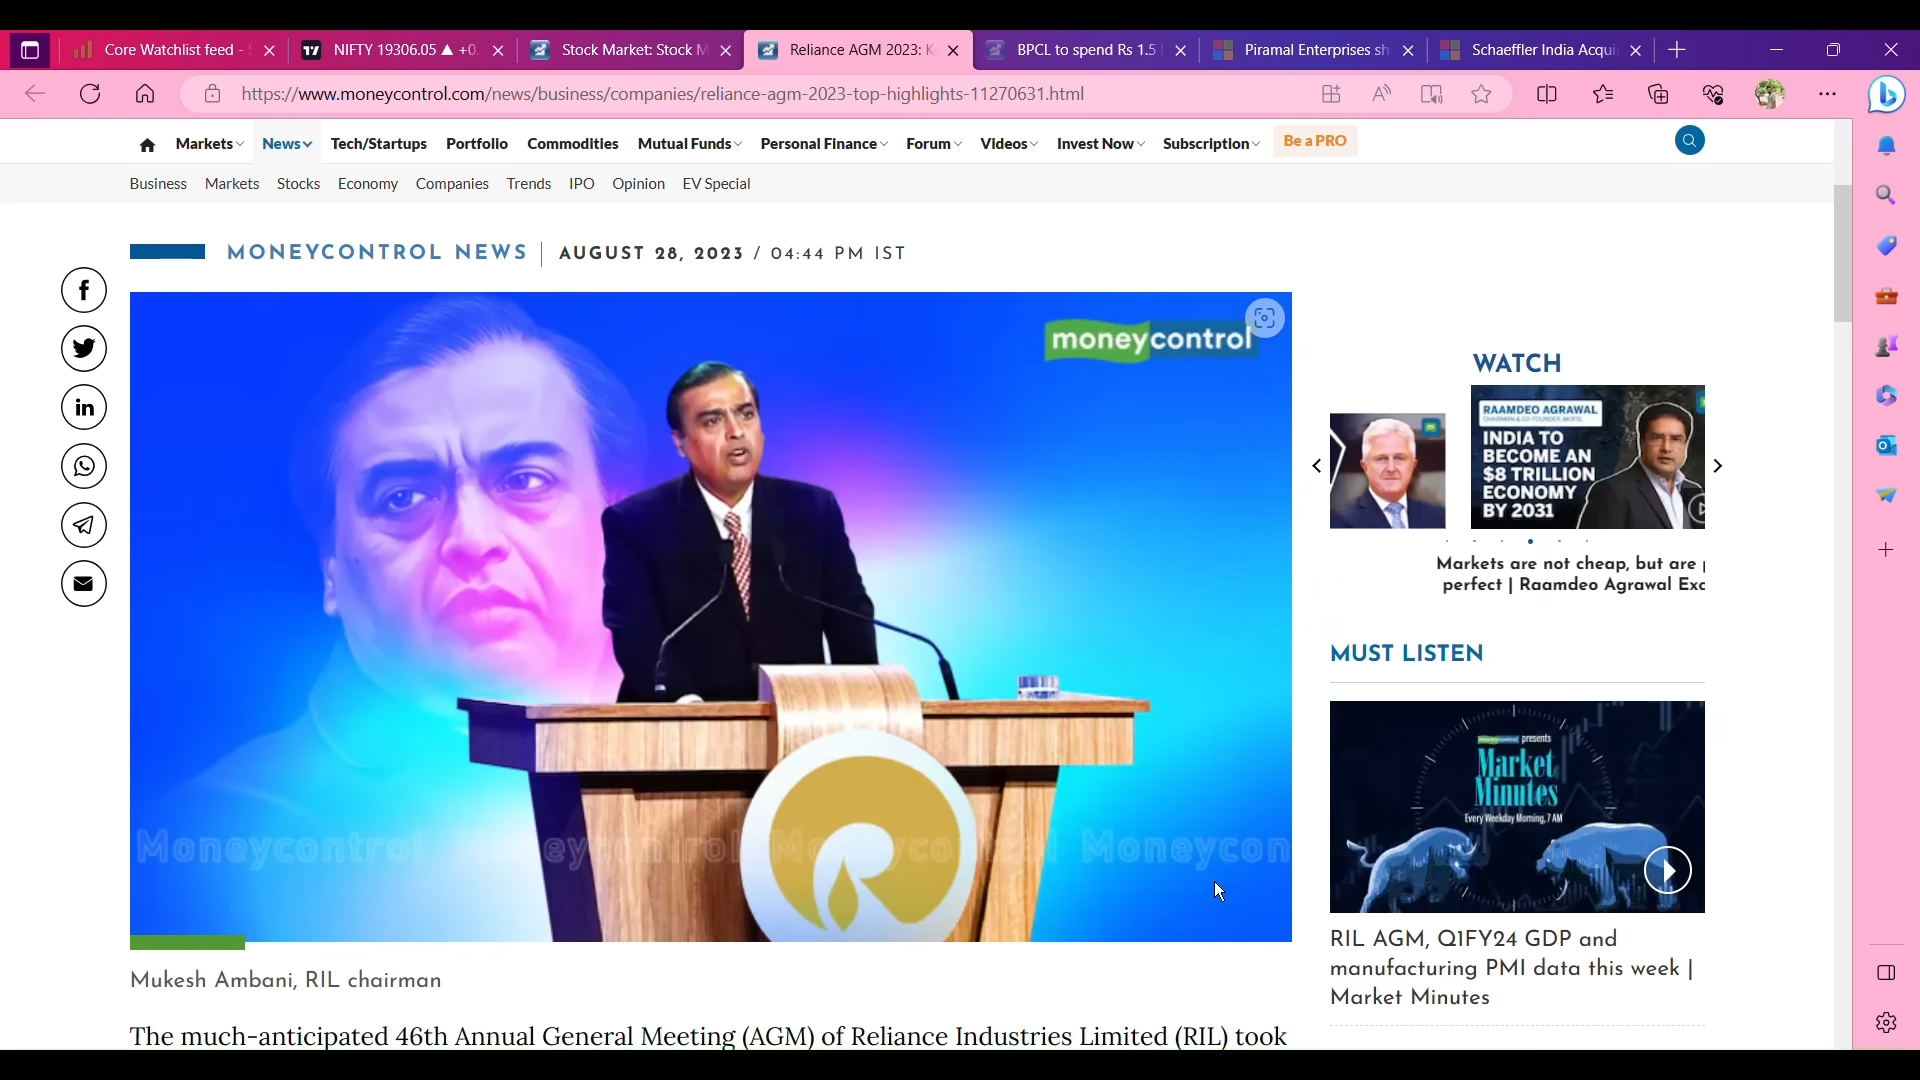 Core Watchlist feed -
NIFTY 19306.05 ▲ +0.
Stock Market: Stock M
Reliance AGM 2023: K
BPCL to spend Rs 1.5
Piramal Enterprises sh
Schaeffler India Acqui
https://www.moneycontrol.com/news/business/companies/reliance-agm-2023-top-highlights-11270631.html
Markets News Tech/Startups Portfolio Commodities Mutual Funds Personal Finance Forum Videos Invest Now Subscription Be a PRO
Business Markets Stocks Economy Companies Trends IPO Opinion EV Special
MONEYCONTROL NEWS | AUGUST 28, 2023 / 04:44 PM IST
moneycontrol
Moneycontrol
Moneycon
Mukesh Ambani, RIL chairman
The much-anticipated 46th Annual General Meeting (AGM) of Reliance Industries Limited (RIL) took
WATCH
RAAMDEO AGRAWAL
INDIA TO
BECOME AN
$8 TRILLION
ECONOMY
BY 2031
Markets are not cheap, but are
perfect | Raamdeo Agrawal Exc
MUST LISTEN
moneycontrol presents
Market
Minutes
Every Weekday Morning, 7 AM
RIL AGM, Q1FY24 GDP and
manufacturing PMI data this week |
Market Minutes